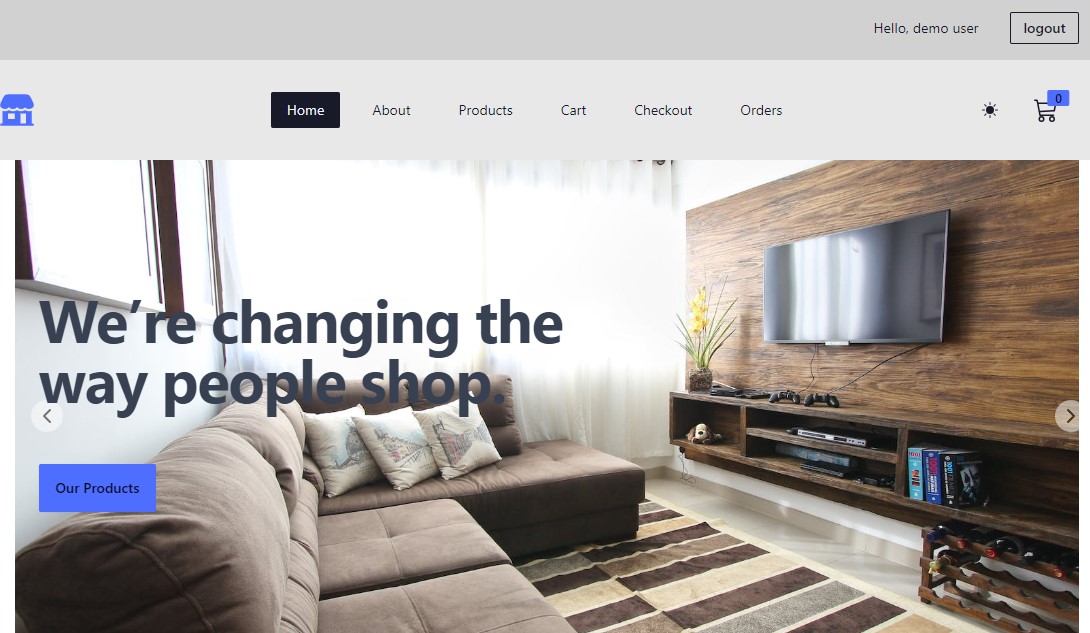 Hello, demo user
logout
Home
About
Products
Cart
Checkout
Orders
0
We're changing the
way people shop.
Our Products